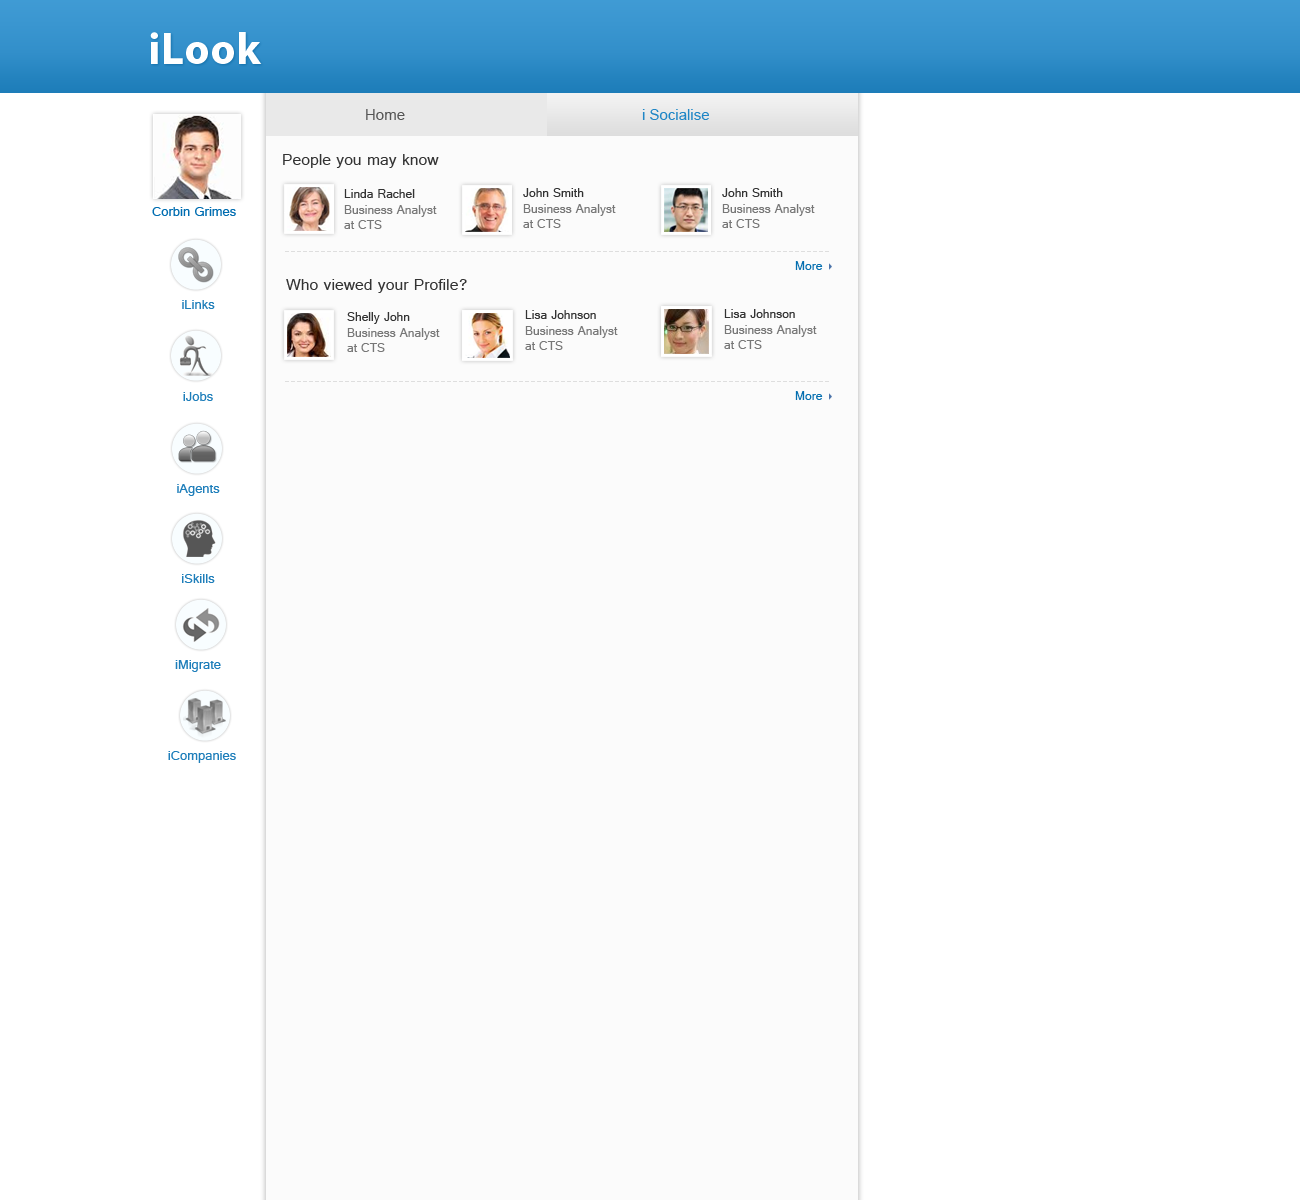 iLook
Home
i Socialise
Corbin Grimes
iLinks
iJobs
iAgents
iSkills
iMigrate
iCompanies
People you may know
Linda Rachel
Business Analyst
at CTS
John Smith
Business Analyst
at CTS
John Smith
Business Analyst
at CTS
More
Who viewed your Profile?
Shelly John
Business Analyst
at CTS
Lisa Johnson
Business Analyst
at CTS
Lisa Johnson
Business Analyst
at CTS
More